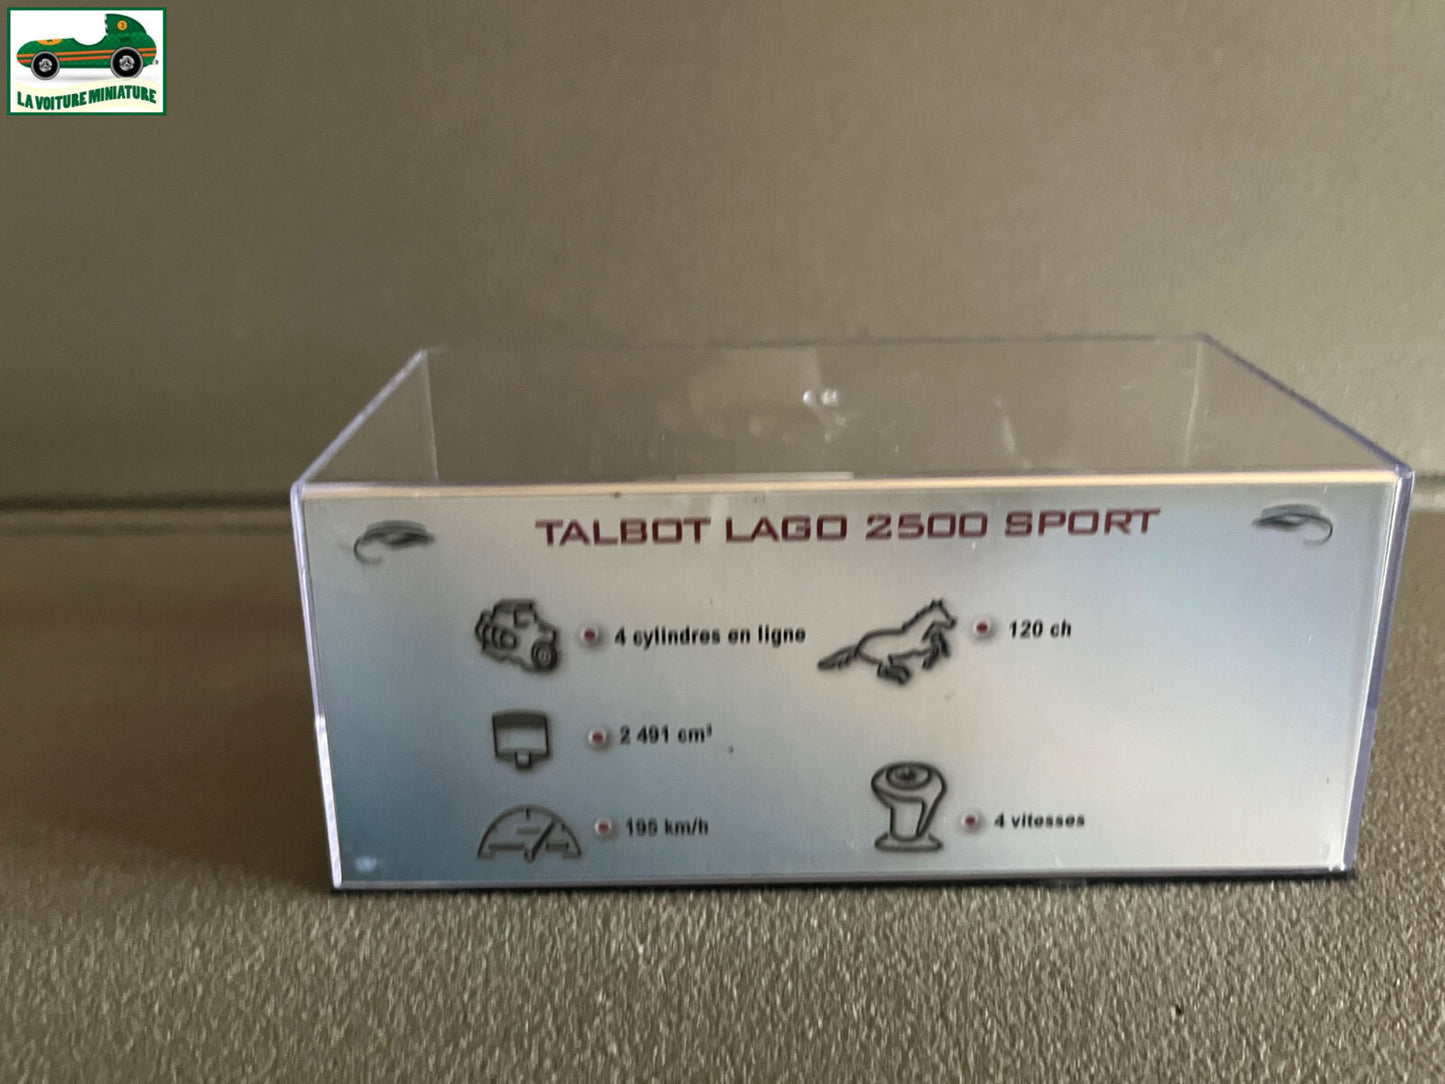 3
LA VOITURE MINIATURE
TALBOT LAGO 2500 SPORT
4 cylindres en ligne
120 ch
2 491 cm³
195 km/h
4 vitesses